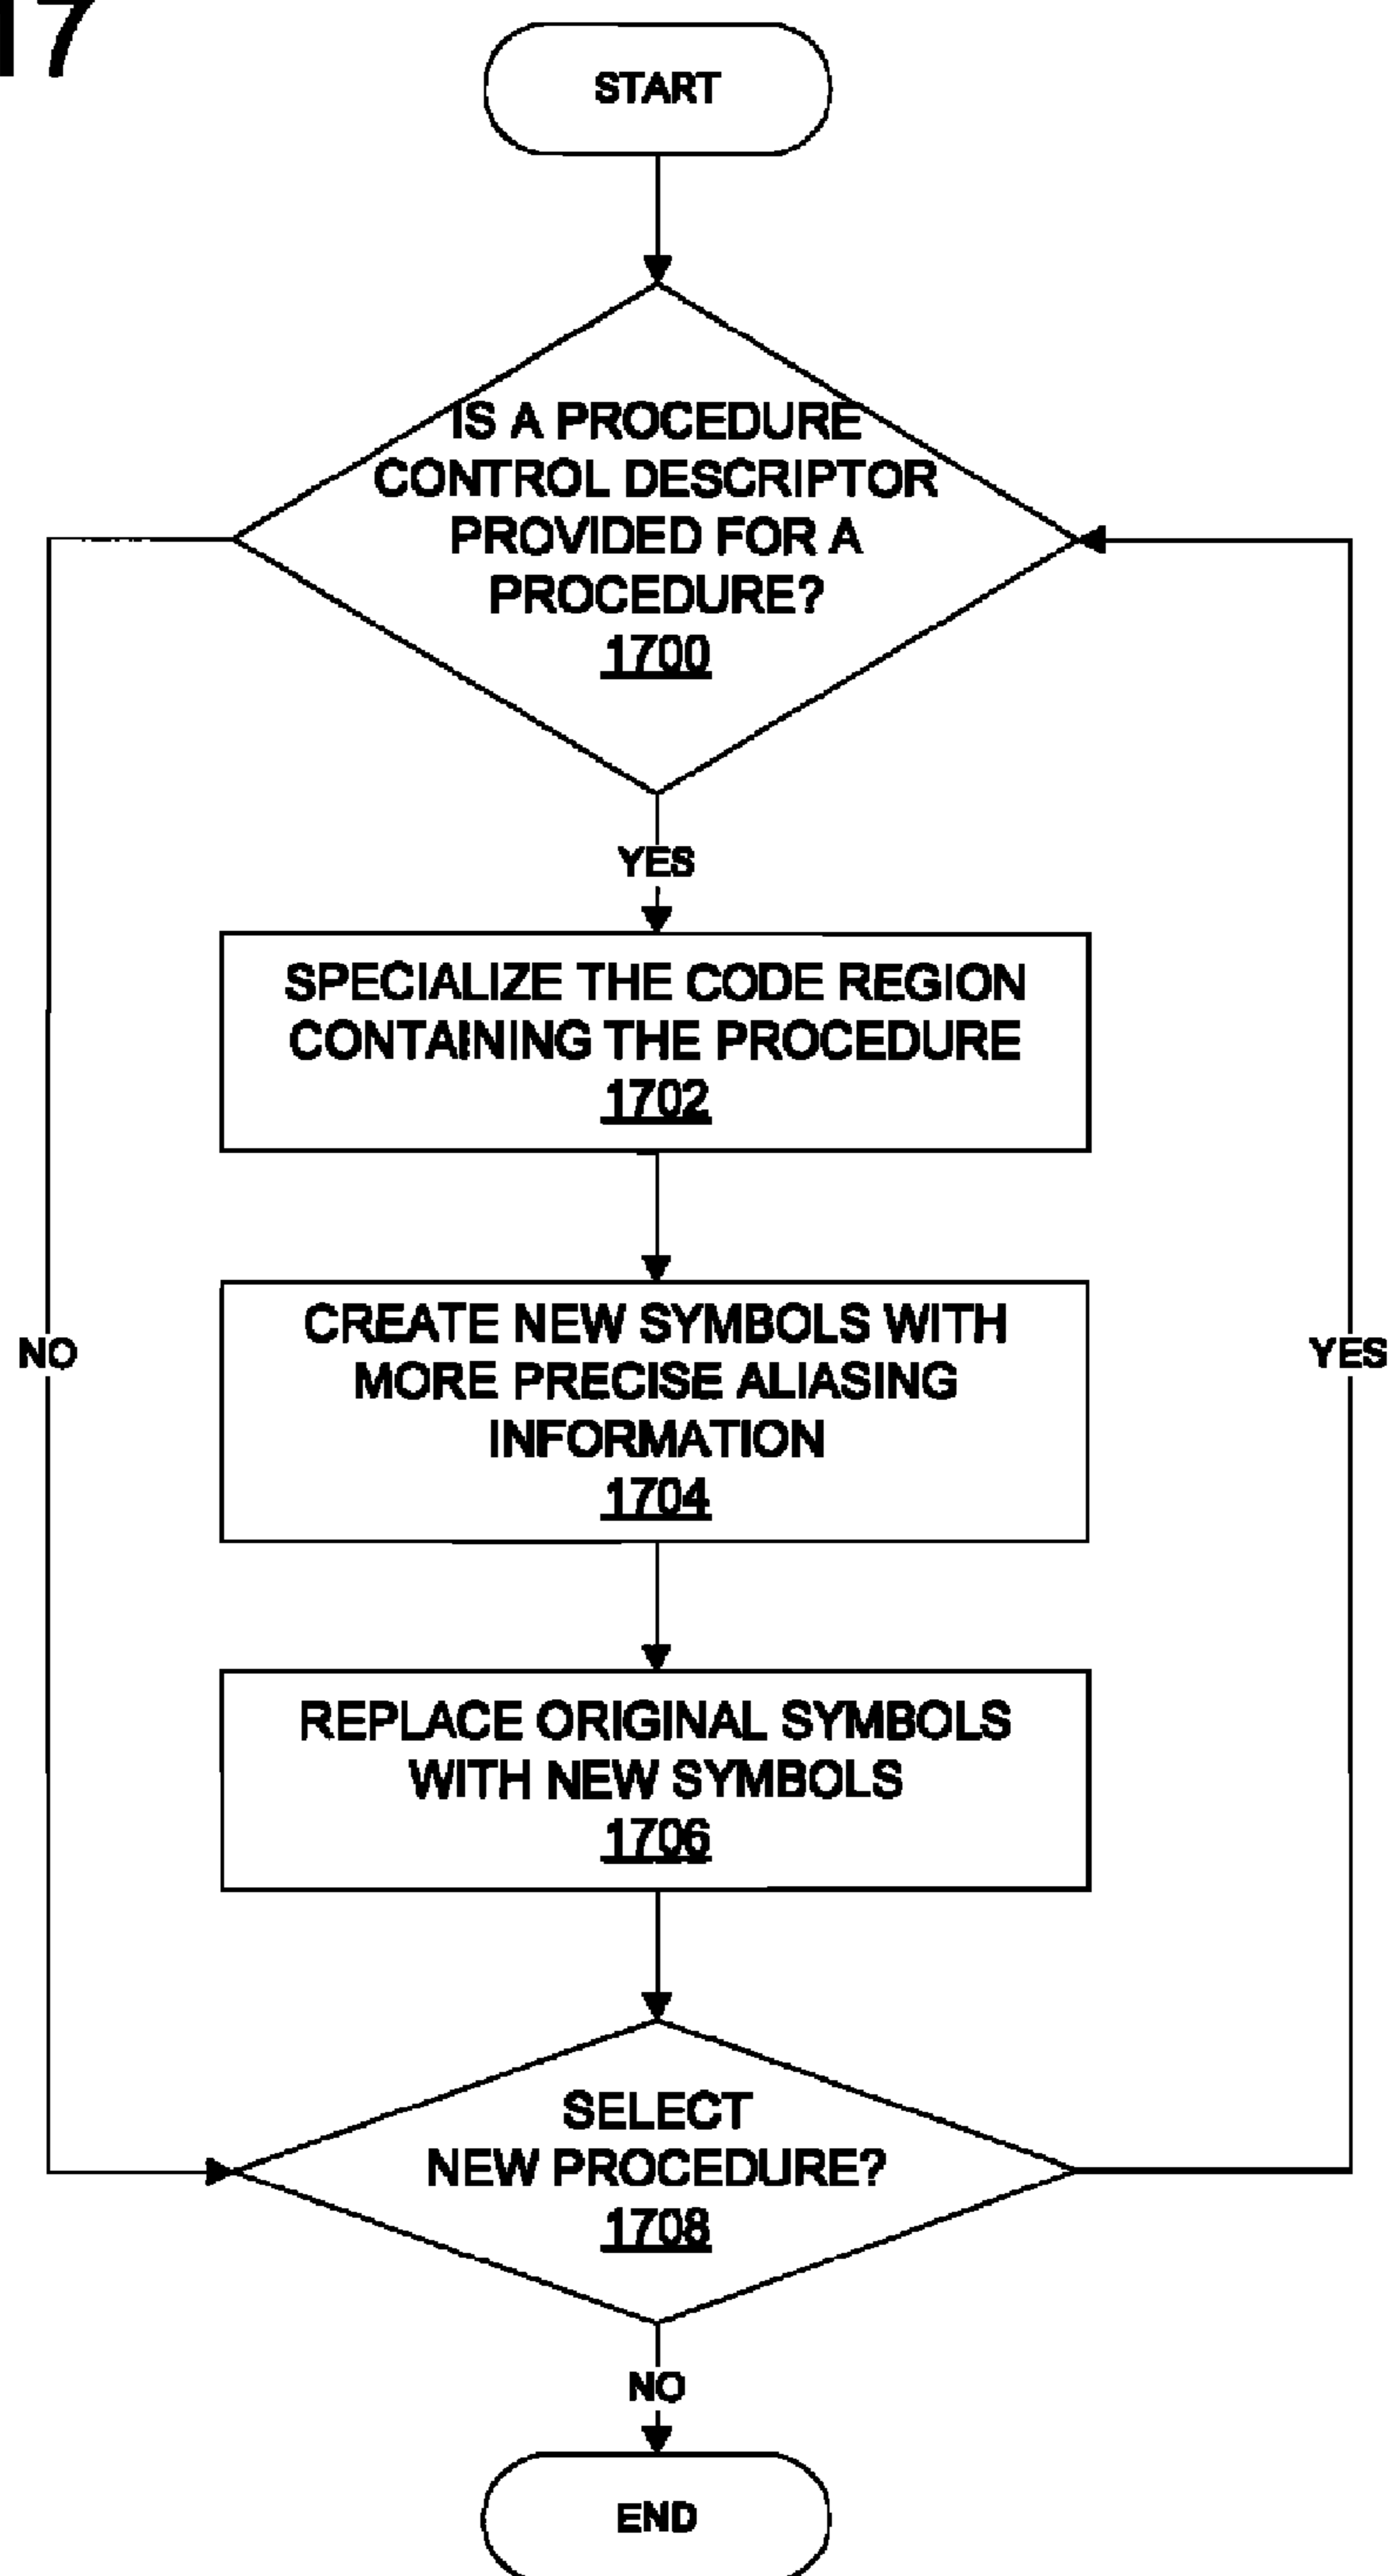 17
START
IS A PROCEDURE
CONTROL DESCRIPTOR
PROVIDED FOR A
PROCEDURE?
1700
YES
SPECIALIZE THE CODE REGION
CONTAINING THE PROCEDURE
1702
CREATE NEW SYMBOLS WITH
MORE PRECISE ALIASING
INFORMATION
1704
NO
YES
REPLACE ORIGINAL SYMBOLS
WITH NEW SYMBOLS
1706
SELECT
NEW PROCEDURE?
1708
NO
END